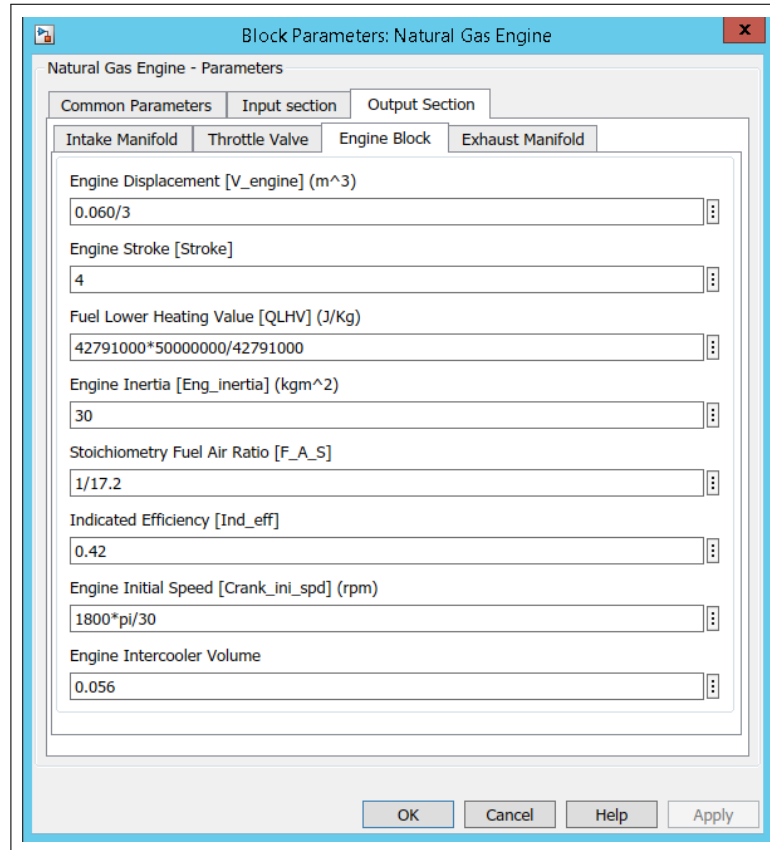 Block Parameters: Natural Gas Engine
x
Natural Gas Engine - Parameters
Common Parameters Input section Output Section
Intake Manifold Throttle Valve Engine Block Exhaust Manifold
Engine Displacement [V_engine] (m^3)
0.060/3
Engine Stroke [Stroke]
4
Fuel Lower Heating Value [QLHV] (J/Kg)
42791000*50000000/42791000
Engine Inertia [Eng_inertia] (kgm^2)
30
Stoichiometry Fuel Air Ratio [F_A_S]
1/17.2
Indicated Efficiency [Ind_eff]
0.42
Engine Initial Speed [Crank_ini_spd] (rpm)
1800*pi/30
Engine Intercooler Volume
0.056
OK Cancel Help Apply